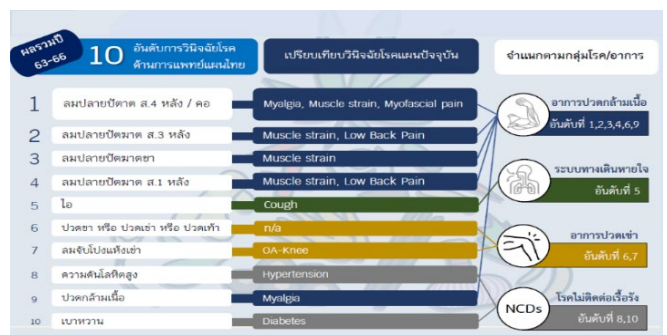 ผลรวมปี
63-66
10 อันดับการวินิจฉัยโรค
ด้านการแพทย์แผนไทย
เปรียบเทียบวินิจฉัยโรคแผนปัจจุบัน
จำแนกตามกลุ่มโรค/อาการ
1 ลมปลายปัตฆาต ส.4 หลัง / คอ Myalgia, Muscle strain, Myofascial pain
2 ลมปลายปัตฆาต ส.3 หลัง Muscle strain, Low Back Pain
3 ลมปลายปัตฆาตขา Muscle strain
4 ลมปลายปัตฆาต ส.1 หลัง Muscle strain, Low Back Pain
5 ไอ Cough
6 ปวดขา หรือ ปวดเข่า หรือ ปวดเท้า n/a
7 ลมจับโปงแห้งเข่า OA-Knee
8 ความดันโลหิตสูง Hypertension
9 ปวดกล้ามเนื้อ Myalgia
10 เบาหวาน Diabetes
อาการปวดกล้ามเนื้อ
อันดับที่ 1,2,3,4,6,9
ระบบทางเดินหายใจ
อันดับที่ 5
อาการปวดเข่า
อันดับที่ 6,7
NCDs
โรคไม่ติดต่อเรื้อรัง
อันดับที่ 8,10